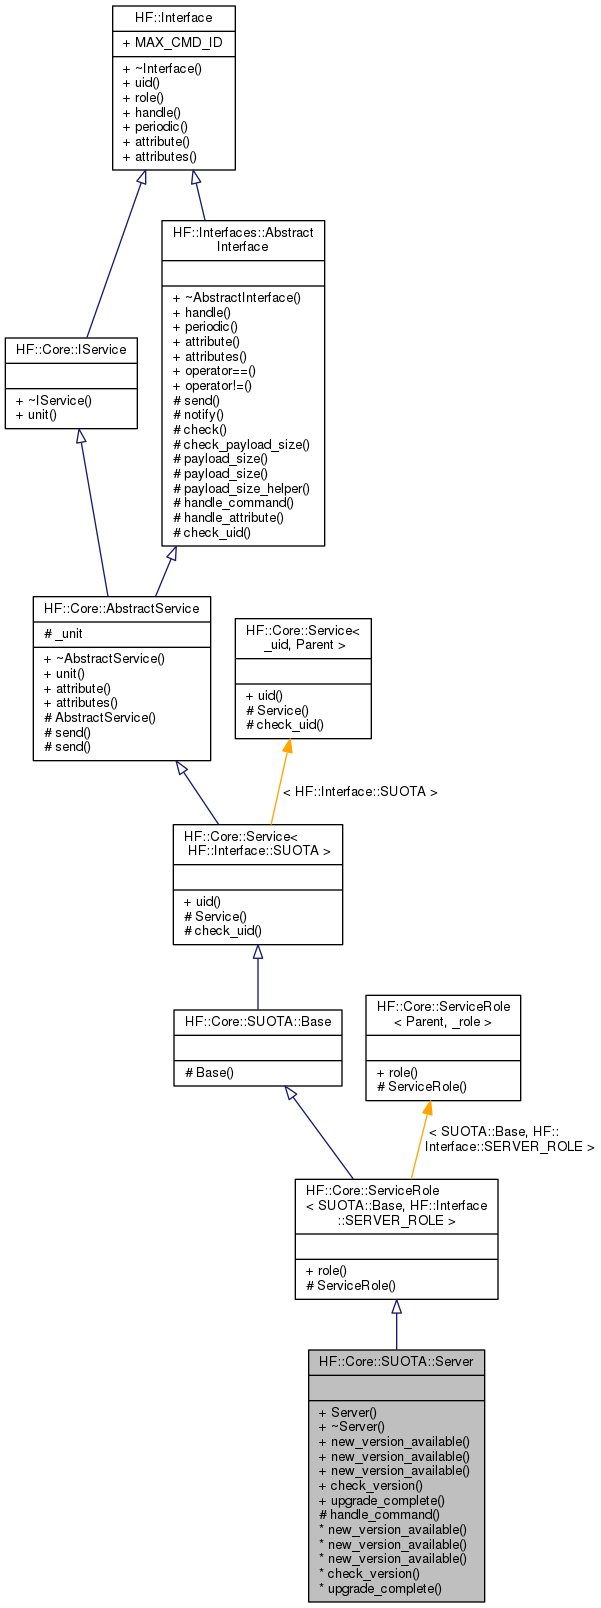 HF::Interface
+ MAX_CMD_ID
+ ~Interface()
+ uid()
+ role()
+ handle()
+ periodic()
+ attribute()
+ attributes()
HF::Interfaces::Abstract
Interface
+ ~AbstractInterface()
+ handle()
+ periodic()
+ attribute()
+ attributes()
+ operator==()
+ operator!=()
# send()
# notify()
# check()
# check_payload_size()
# payload_size()
# payload_size()
# payload_size_helper()
# handle_command()
# handle_attribute()
# check_uid()
HF::Core::IService
+ ~IService()
+ unit()
HF::Core::AbstractService
# _unit
+ ~AbstractService()
+ unit()
+ attribute()
+ attributes()
# AbstractService()
# send()
# send()
HF::Core::Service<
_uid, Parent >
+ uid()
# Service()
# check_uid()
< HF::Interface::SUOTA >
HF::Core::Service<
HF::Interface::SUOTA >
+ uid()
# Service()
# check_uid()
HF::Core::SUOTA::Base
# Base()
HF::Core::ServiceRole
< Parent, _role >
+ role()
# ServiceRole()
< SUOTA::Base, HF::
Interface::SERVER_ROLE >
HF::Core::ServiceRole
< SUOTA::Base, HF::Interface
::SERVER_ROLE >
+ role()
# ServiceRole()
HF::Core::SUOTA::Server
+ Server()
+ ~Server()
+ new_version_available()
+ new_version_available()
+ new_version_available()
+ check_version()
+ upgrade_complete()
# handle_command()
* new_version_available()
* new_version_available()
* new_version_available()
* check_version()
* upgrade_complete()